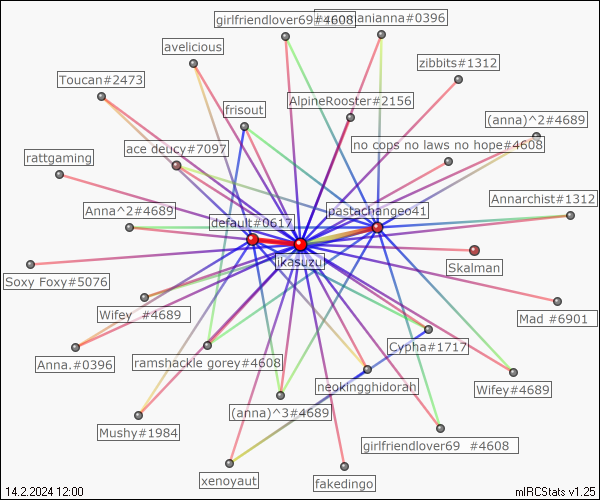 girlfriendlover69#4608
anianna#0396
avelicious
zibbits#1312
Toucan#2473
AlpineRooster#2156
frisout
(anna)^2#4689
no cops no laws no hope#4608
ace deucy#7097
rattgaming
Annarchist#1312
Anna^2#4689
pastachangeo41
default#0617
ikasuzu
Skalman
Soxy Foxy#5076
Wifey #4689
Mad #6901
Cypha#1717
Anna.#0396
ramshackle gorey#4608
neokingghidorah
Wifey#4689
(anna)^3#4689
Mushy#1984
girlfriendlover69 #4608
xenoyaut
fakedingo
14.2.2024 12:00
mIRCStats v1.25